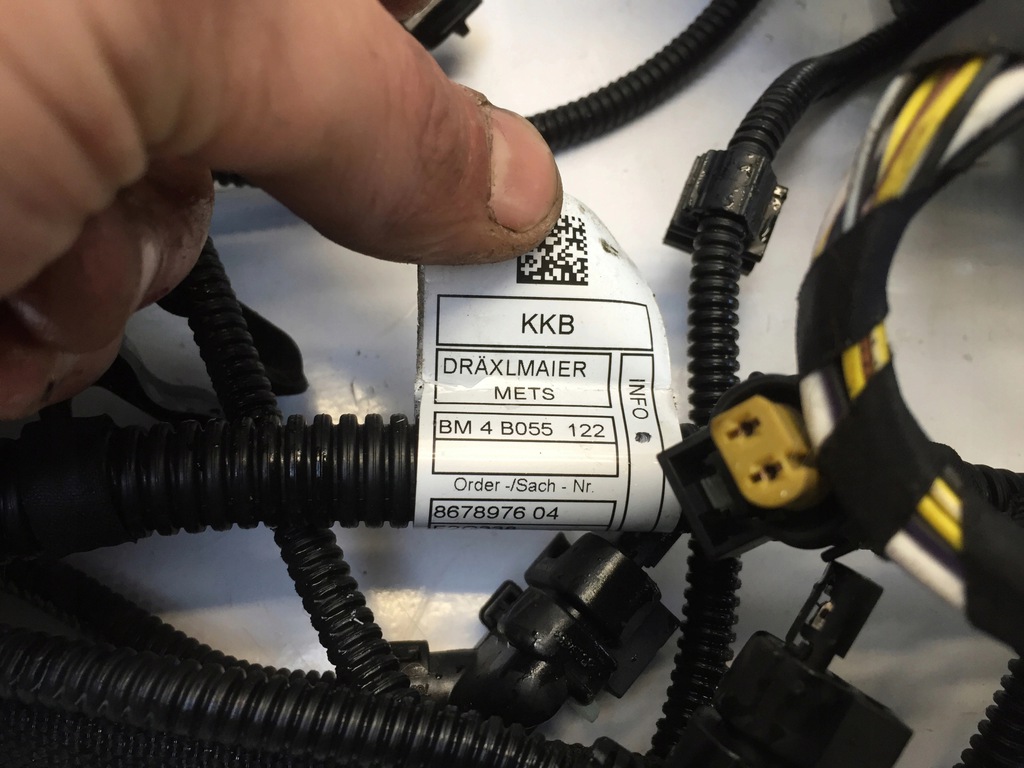 KKB
DRÄXLMAIER
METS
INFO
BM 4 B055 122
Order -/Sach - Nr.
8678976 04